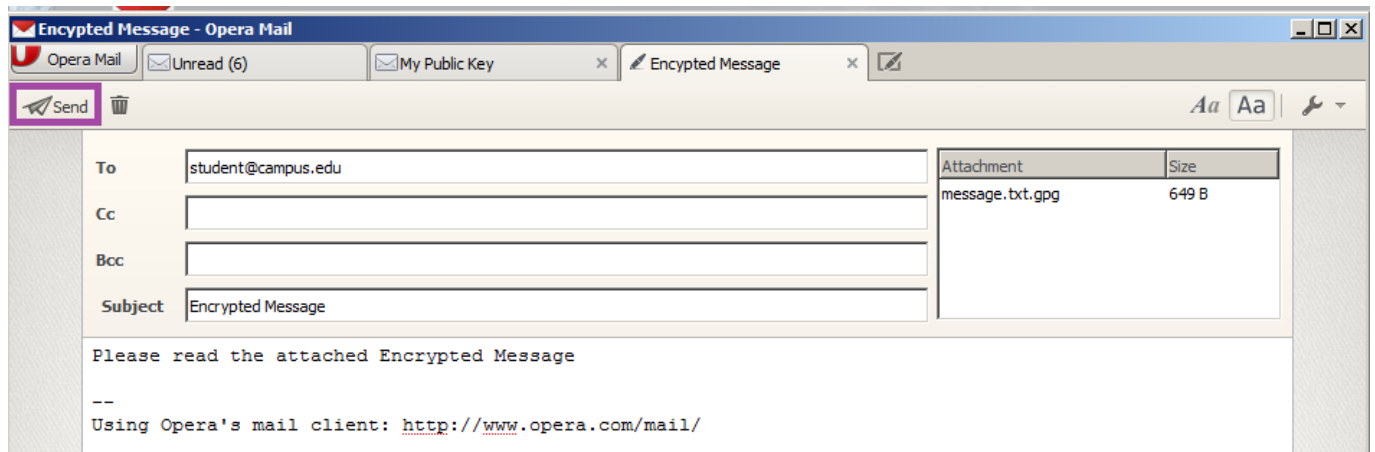 Encypted Message - Opera Mail
Opera Mail
Unread (6)
My Public Key
Encypted Message
Send
Aa Aa
To student@campus.edu
Attachment Size
message.txt.gpg 649 B
Cc
Bcc
Subject Encrypted Message
Please read the attached Encrypted Message
--
Using Opera's mail client: http://www.opera.com/mail/